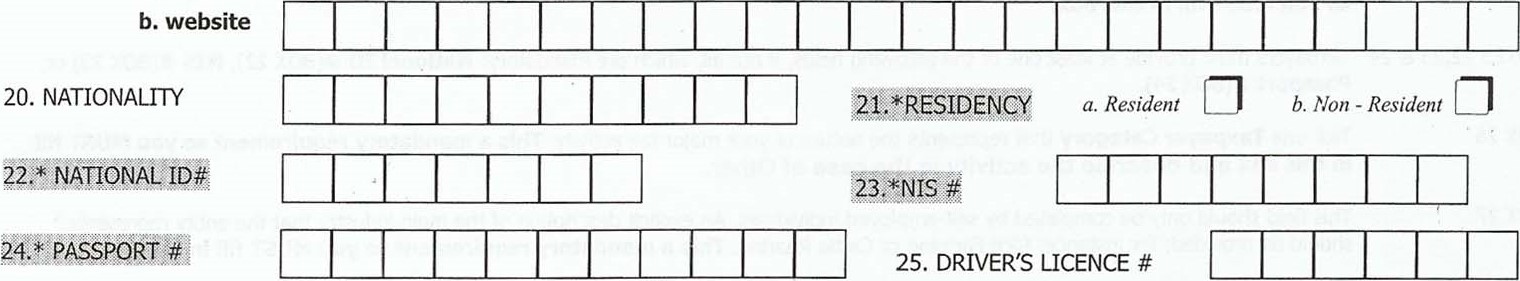 b. website
20. NATIONALITY
21.*RESIDENCY a. Resident b. Non - Resident
22.* NATIONAL ID#
23.*NIS #
24.* PASSPORT #
25. DRIVER'S LICENCE #